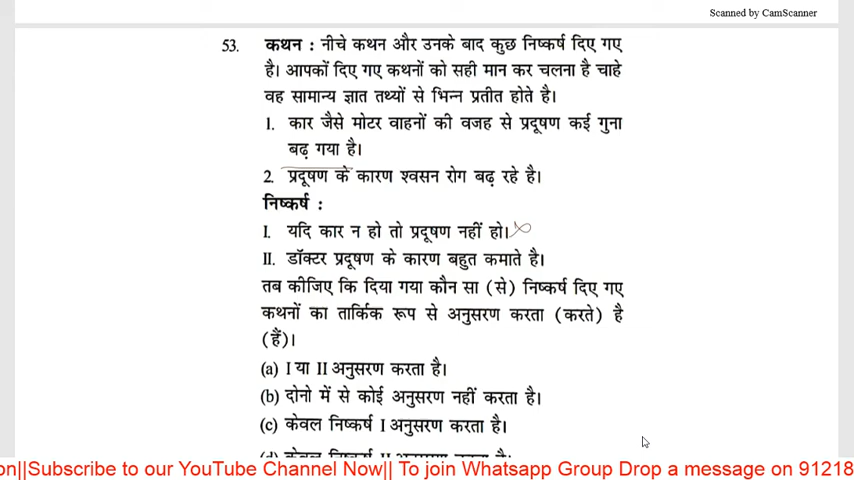 Scanned by CamScanner
53. कथन : नीचे कथन और उनके बाद कुछ निष्कर्ष दिए गए
है। आपकों दिए गए कथनों को सही मान कर चलना है चाहे
वह सामान्य ज्ञात तथ्यों से भिन्न प्रतीत होते है।
1. कार जैसे मोटर वाहनों की वजह से प्रदूषण कई गुना
बढ़ गया है।
2. प्रदूषण के कारण श्वसन रोग बढ़ रहे है।
निष्कर्ष :
I. यदि कार न हो तो प्रदूषण नहीं हो।
II. डॉक्टर प्रदूषण के कारण बहुत कमाते है।
तब कीजिए कि दिया गया कौन सा (से) निष्कर्ष दिए गए
कथनों का तार्किक रूप से अनुसरण करता (करते) है
(हैं)।
(a) I या II अनुसरण करता है।
(b) दोनो में से कोई अनुसरण नहीं करता है।
(c) केवल निष्कर्ष I अनुसरण करता है।
on||Subscribe to our YouTube Channel Now|| To join Whatsapp Group Drop a message on 91218